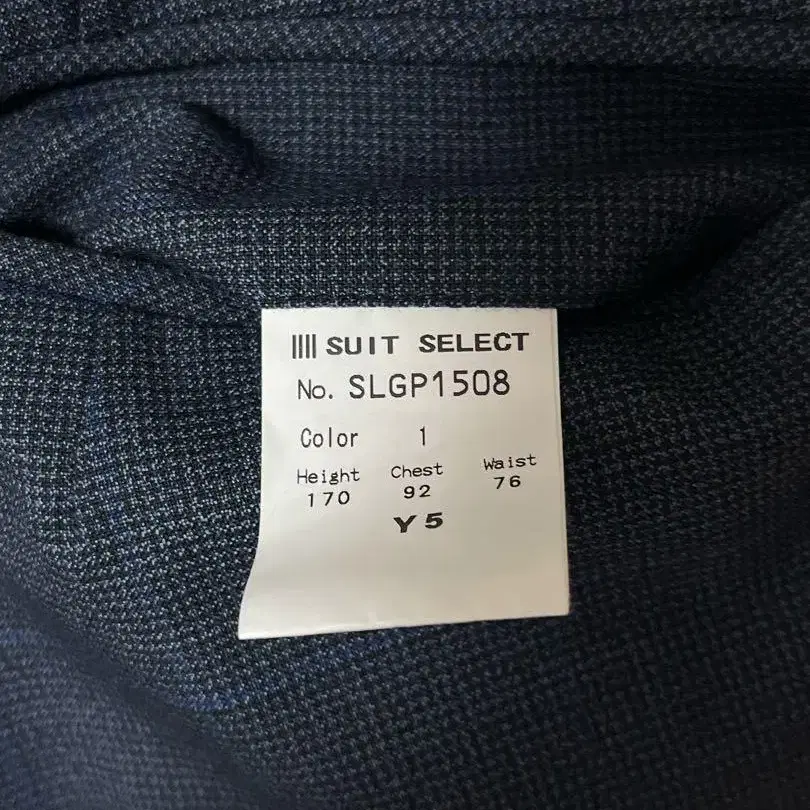 SUIT SELECT
No. SLGP1508
Color 1
Height Chest Waist
170 92 76
Y5